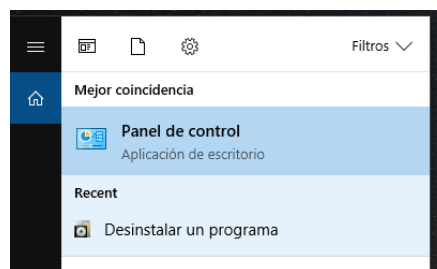 Filtros
Mejor coincidencia
Panel de control
Aplicación de escritorio
Recent
Desinstalar un programa